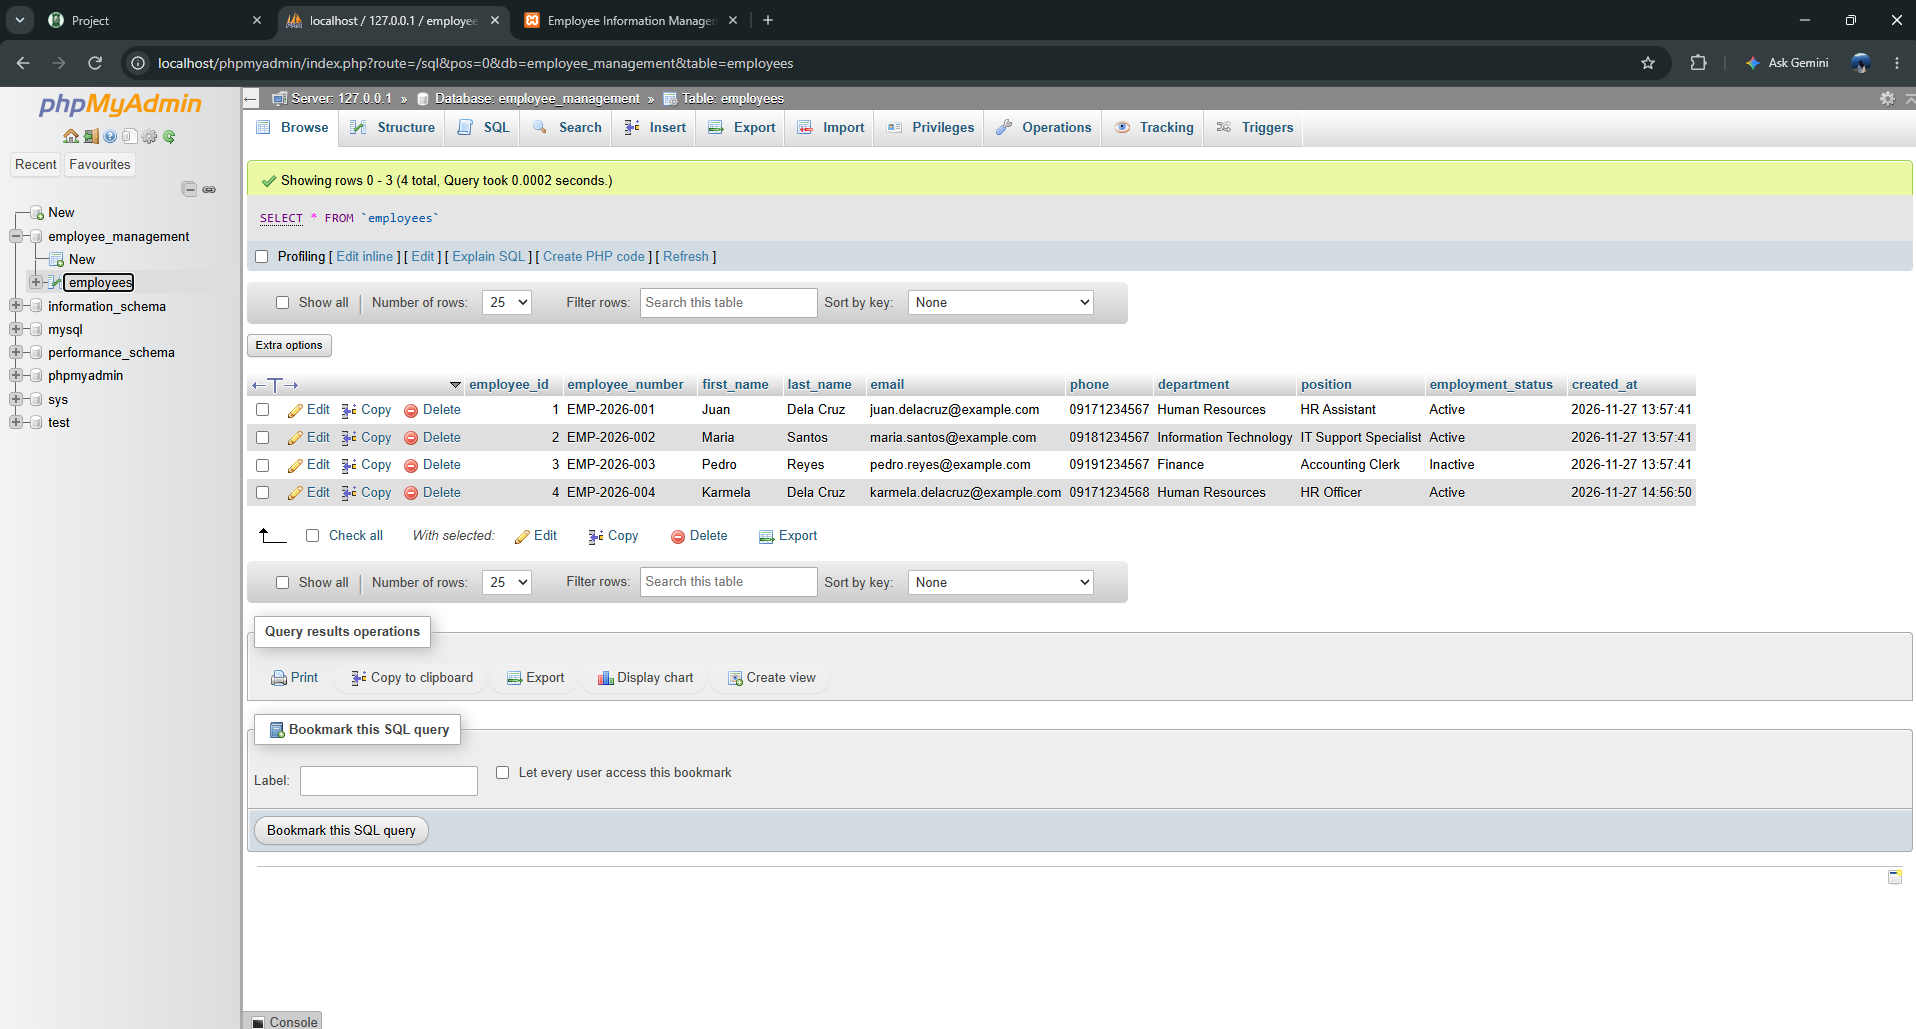 Project
localhost / 127.0.0.1 / employee
Employee Information Manager
localhost/phpmyadmin/index.php?route=/sql&pos=0&db=employee_management&table=employees
Ask Gemini
phpMyAdmin
Recent Favourites
New
employee_management
New
employees
information_schema
mysql
performance_schema
phpmyadmin
sys
test
Server: 127.0.0.1 » Database: employee_management » Table: employees
Browse Structure SQL Search Insert Export Import Privileges Operations Tracking Triggers
Showing rows 0 - 3 (4 total, Query took 0.0002 seconds.)
SELECT * FROM `employees`
Profiling [ Edit inline ] [ Edit ] [ Explain SQL ] [ Create PHP code ] [ Refresh ]
Show all Number of rows: 25 Filter rows: Search this table Sort by key: None
Extra options
employee_id employee_number first_name last_name email phone department position employment_status created_at
Edit Copy Delete 1 EMP-2026-001 Juan Dela Cruz juan.delacruz@example.com 09171234567 Human Resources HR Assistant Active 2026-11-27 13:57:41
Edit Copy Delete 2 EMP-2026-002 Maria Santos maria.santos@example.com 09181234567 Information Technology IT Support Specialist Active 2026-11-27 13:57:41
Edit Copy Delete 3 EMP-2026-003 Pedro Reyes pedro.reyes@example.com 09191234567 Finance Accounting Clerk Inactive 2026-11-27 13:57:41
Edit Copy Delete 4 EMP-2026-004 Karmela Dela Cruz karmela.delacruz@example.com 09171234568 Human Resources HR Officer Active 2026-11-27 14:56:50
Check all With selected: Edit Copy Delete Export
Show all Number of rows: 25 Filter rows: Search this table Sort by key: None
Query results operations
Print Copy to clipboard Export Display chart Create view
Bookmark this SQL query
Label: Let every user access this bookmark
Bookmark this SQL query
Console